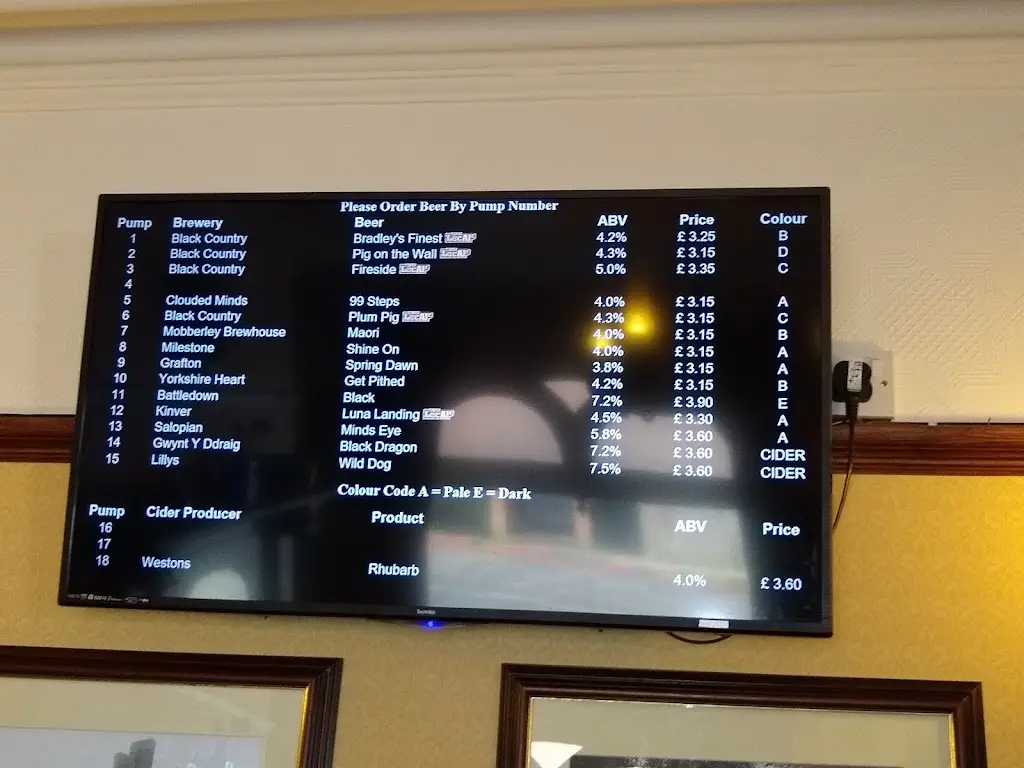 Please Order Beer By Pump Number
Pump Brewery Beer ABV Price Colour
1 Black Country Bradley's Finest LocAle 4.2% £ 3.25 B
2 Black Country Pig on the Wall LocAle 4.3% £ 3.15 D
3 Black Country Fireside LocAle 5.0% £ 3.35 C
4
5 Clouded Minds 99 Steps 4.0% £ 3.15 A
6 Black Country Plum Pig LocAle 4.3% £ 3.15 C
7 Mobberley Brewhouse Maori 4.0% £ 3.15 B
8 Milestone Shine On 4.0% £ 3.15 A
9 Grafton Spring Dawn 3.8% £ 3.15 A
10 Yorkshire Heart Get Pithed 4.2% £ 3.15 B
11 Battledown Black 7.2% £ 3.90 E
12 Kinver Luna Landing LocAle 4.5% £ 3.30 A
13 Salopian Minds Eye 5.8% £ 3.60 A
14 Gwynt Y Ddraig Black Dragon 7.2% £ 3.60 CIDER
15 Lillys Wild Dog 7.5% £ 3.60 CIDER
Colour Code A = Pale E = Dark
Pump Cider Producer Product ABV Price
16
17
18 Westons Rhubarb 4.0% £ 3.60